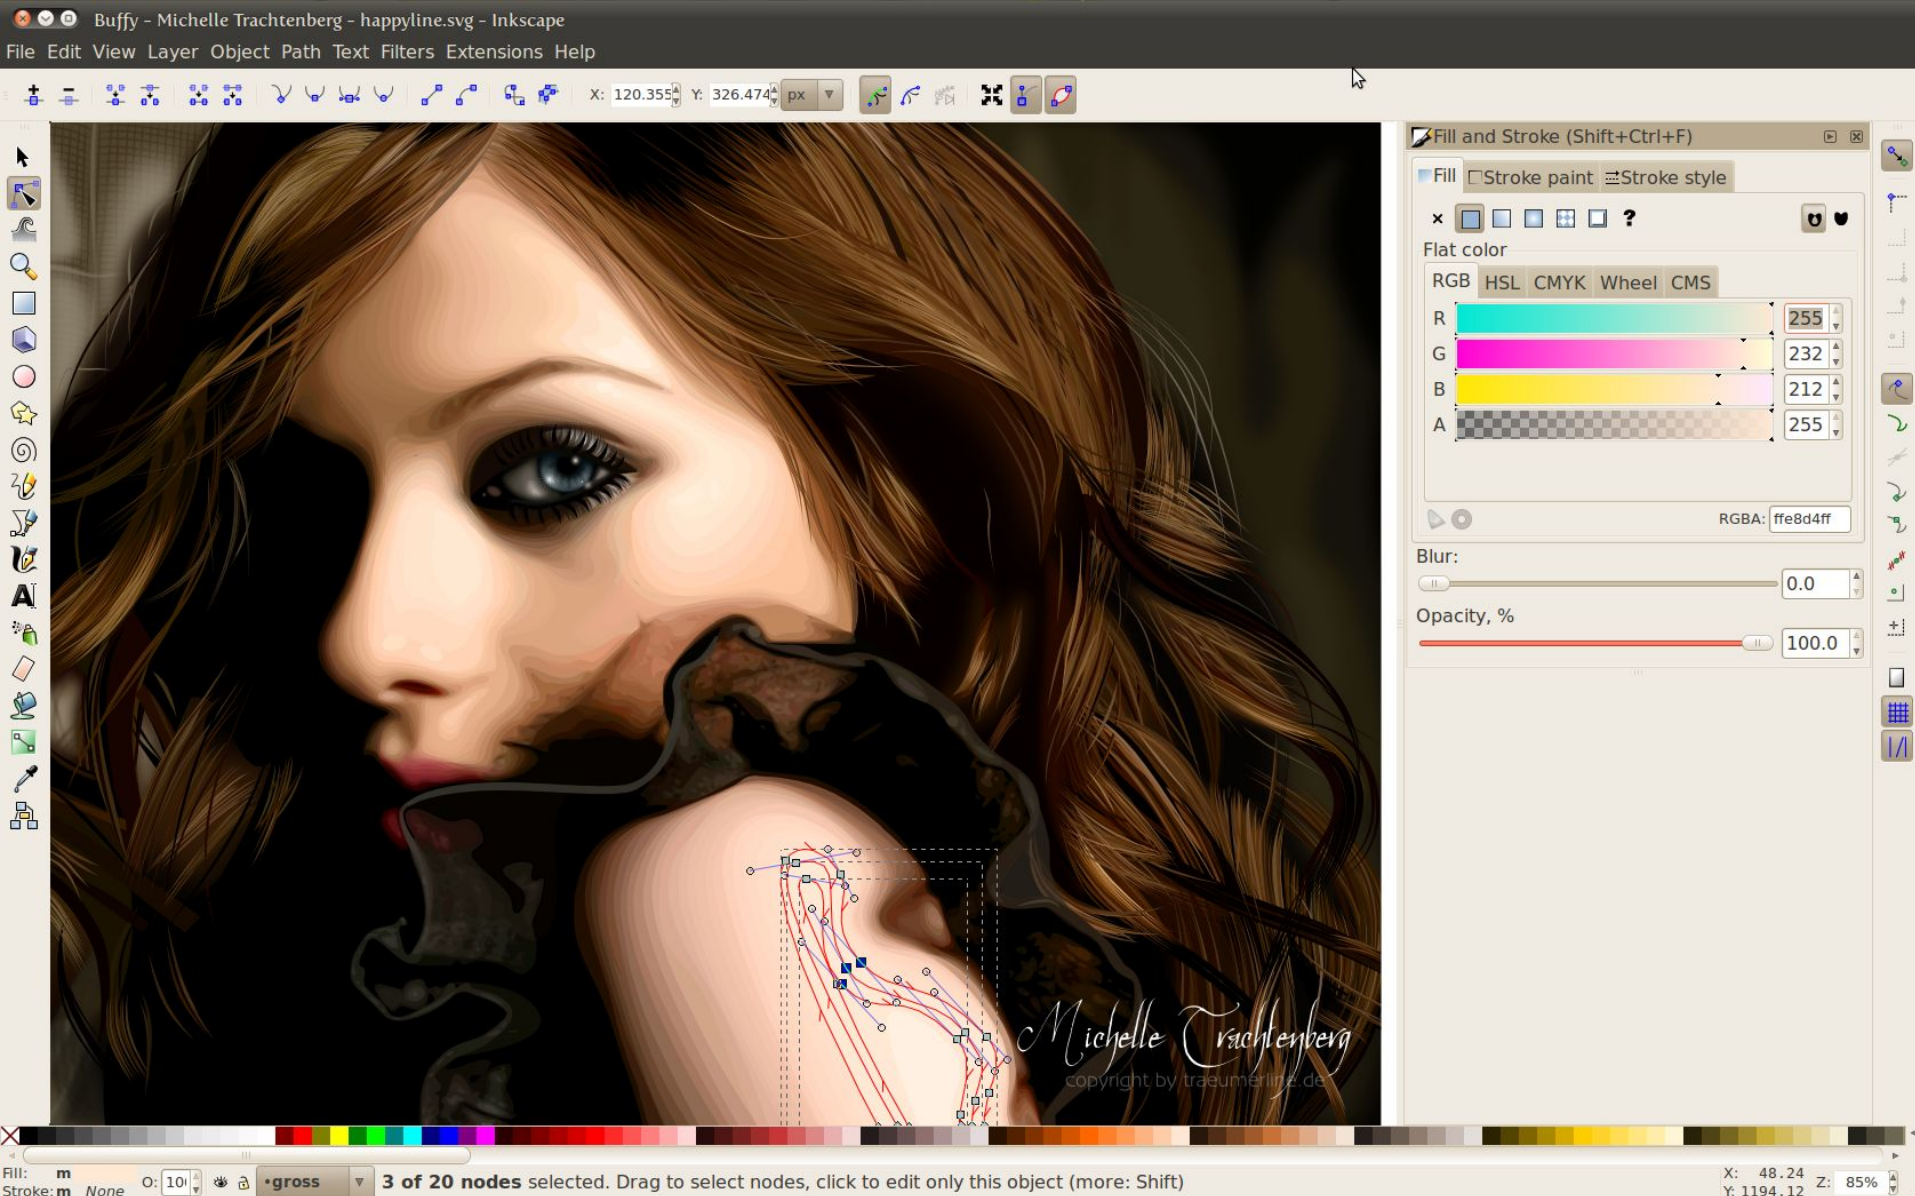 Buffy - Michelle Trachtenberg - happyline.svg - Inkscape
File Edit View Layer Object Path Text Filters Extensions Help
X: 120.355 Y: 326.474 px
Fill and Stroke (Shift+Ctrl+F)
Fill Stroke paint Stroke style
?
Flat color
RGB HSL CMYK Wheel CMS
R 255
G 232
B 212
A 255
RGBA: ffe8d4ff
Blur:
0.0
Opacity, %
100.0
Michelle Trachtenberg
copyright by traeumerline.de
Fill: m
Stroke: m None
O: 10
•gross
3 of 20 nodes selected. Drag to select nodes, click to edit only this object (more: Shift)
X: 48.24
Y: 1194.12
Z: 85%